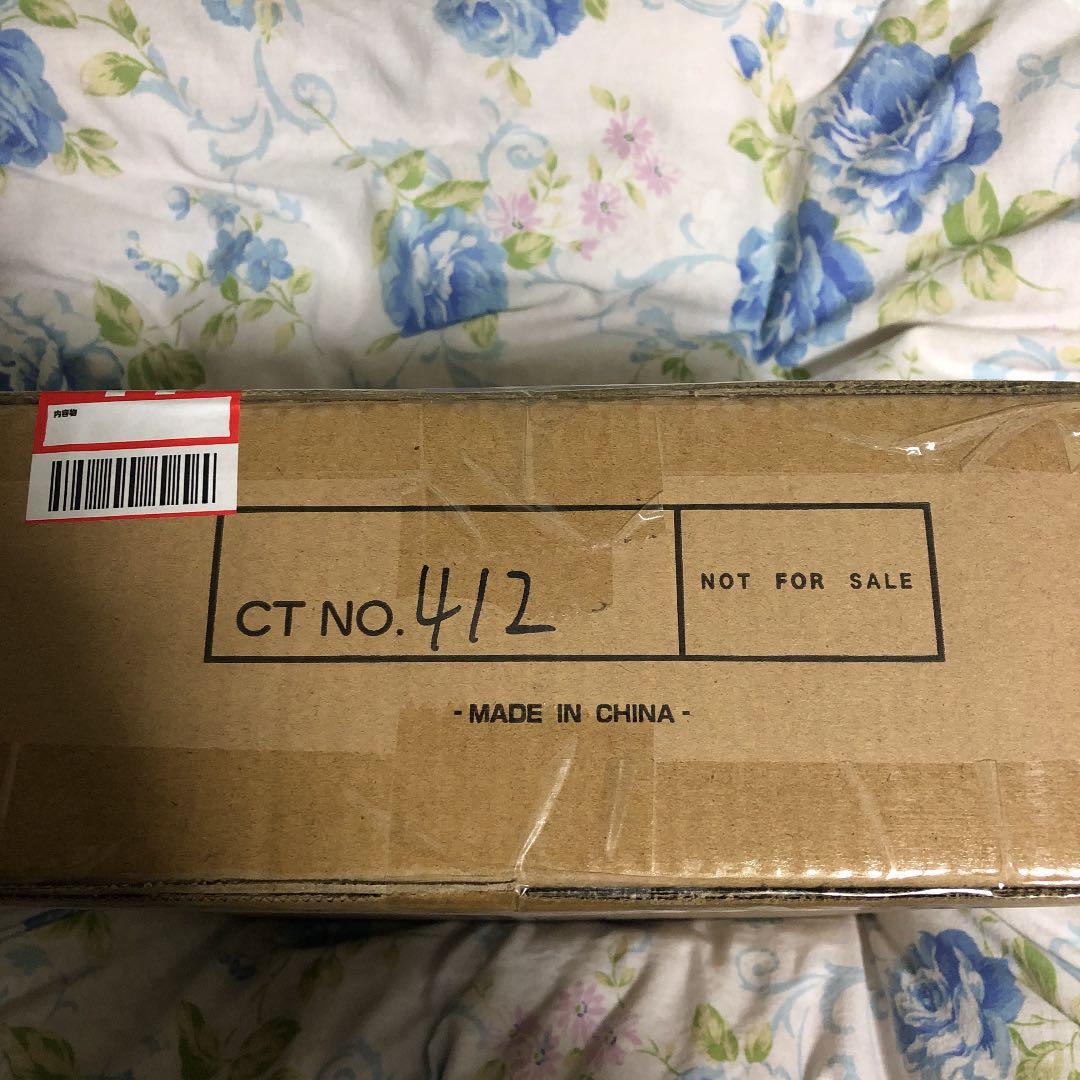 内容物
CT NO. 412
NOT FOR SALE
- MADE IN CHINA -